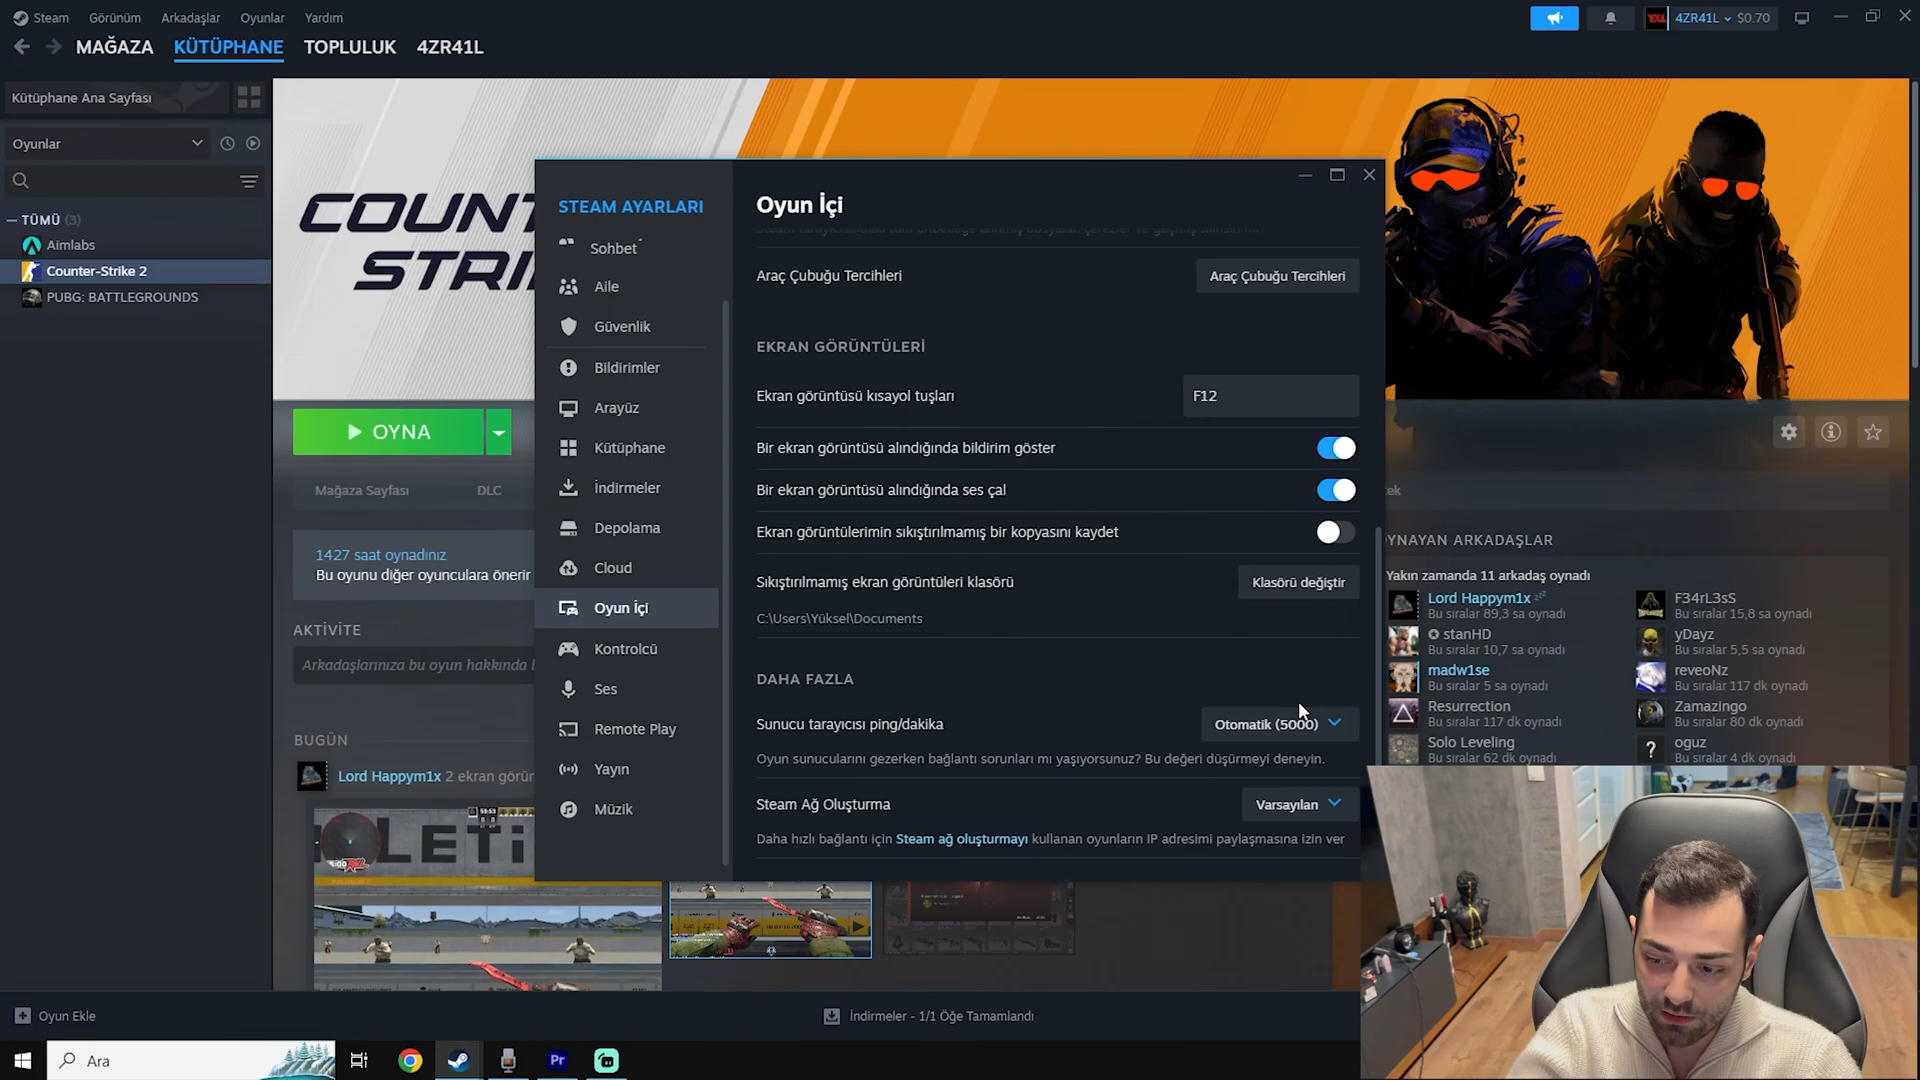 Steam Görünüm Arkadaşlar Oyunlar Yardım
4ZR41L $0.70
MAĞAZA KÜTÜPHANE TOPLULUK 4ZR41L
Kütüphane Ana Sayfası
Oyunlar
TÜMÜ (3)
Aimlabs
Counter-Strike 2
PUBG: BATTLEGROUNDS
COUNT
STRI
OYNA
Mağaza Sayfası DLC
1427 saat oynadınız
Bu oyunu diğer oyunculara önerir
AKTİVİTE
Arkadaşlarınıza bu oyun hakkında b
BUGÜN
Lord Happym1x 2 ekran görün
STEAM AYARLARI
Sohbet
Aile
Güvenlik
Bildirimler
Arayüz
Kütüphane
İndirmeler
Depolama
Cloud
Oyun İçi
Kontrolcü
Ses
Remote Play
Yayın
Müzik
Oyun İçi
Araç Çubuğu Tercihleri Araç Çubuğu Tercihleri
EKRAN GÖRÜNTÜLERİ
Ekran görüntüsü kısayol tuşları F12
Bir ekran görüntüsü alındığında bildirim göster
Bir ekran görüntüsü alındığında ses çal
Ekran görüntülerimin sıkıştırılmamış bir kopyasını kaydet
Sıkıştırılmamış ekran görüntüleri klasörü Klasörü değiştir
C:\Users\Yüksel\Documents
DAHA FAZLA
Sunucu tarayıcısı ping/dakika Otomatik (5000)
Oyun sunucularını gezerken bağlantı sorunları mı yaşıyorsunuz? Bu değeri düşürmeyi deneyin.
Steam Ağ Oluşturma Varsayılan
Daha hızlı bağlantı için Steam ağ oluşturmayı kullanan oyunların IP adresimi paylaşmasına izin ver
tek
OYNAYAN ARKADAŞLAR
Yakın zamanda 11 arkadaş oynadı
Lord Happym1x
Bu sıralar 89,3 sa oynadı
F34rL3sS
Bu sıralar 15,8 sa oynadı
stanHD
Bu sıralar 10,7 sa oynadı
yDayz
Bu sıralar 5,5 sa oynadı
madw1se
Bu sıralar 5 sa oynadı
reveoNz
Bu sıralar 117 dk oynadı
Resurrection
Bu sıralar 117 dk oynadı
Zamazingo
Bu sıralar 80 dk oynadı
Solo Leveling
Bu sıralar 62 dk oynadı
oguz
Bu sıralar 4 dk oynadı
Oyun Ekle
İndirmeler - 1/1 Öğe Tamamlandı
Ara
Pr